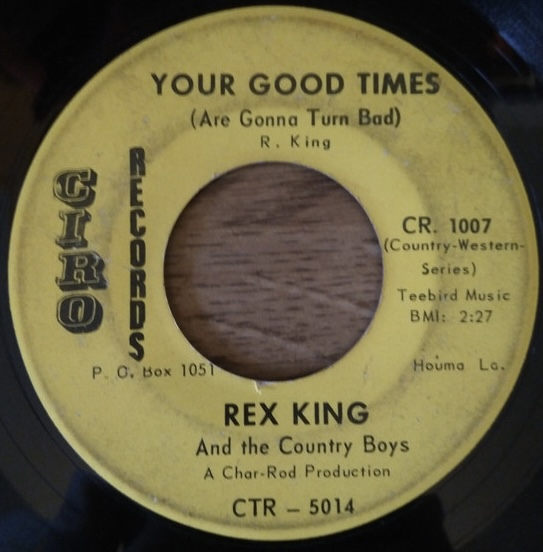 YOUR GOOD TIMES
(Are Gonna Turn Bad)
R. King
CIRO
RECORDS
CR. 1007
(Country-Western-
Series)
Teebird Music
BMI: 2:27
P. O. Box 1051
Houma La.
REX KING
And the Country Boys
A Char-Rod Production
CTR - 5014